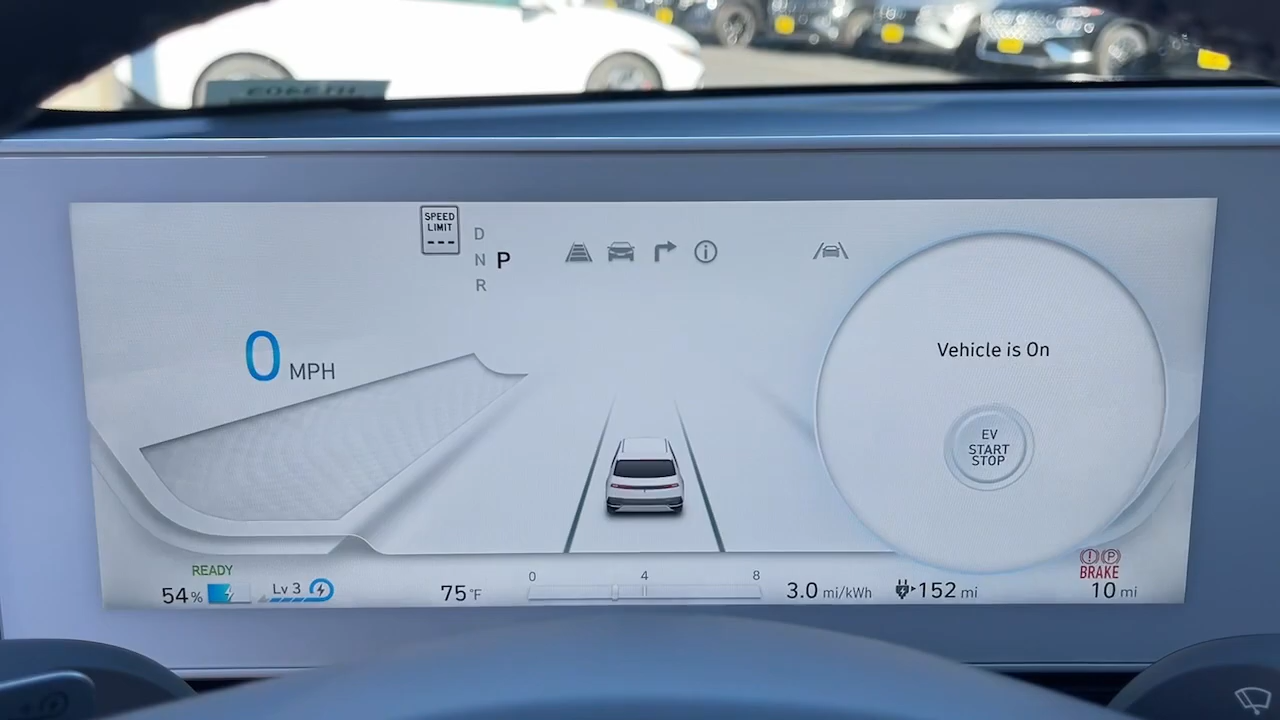 SPEED
LIMIT
---
D
N P
R
0 MPH
Vehicle is On
EV
START
STOP
READY
54%
Lv 3
75°F
0 4 8
3.0 mi/kWh
152 mi
P
BRAKE
10 mi